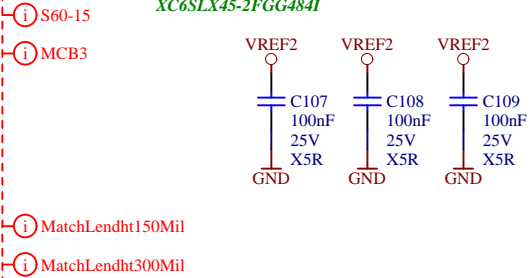 XC6SLX45-2FGG484I
i S60-15
i MCB3
VREF2 VREF2 VREF2
C107 C108 C109
100nF 100nF 100nF
25V 25V 25V
X5R X5R X5R
GND GND GND
i MatchLendht150Mil
i MatchLendht300Mil